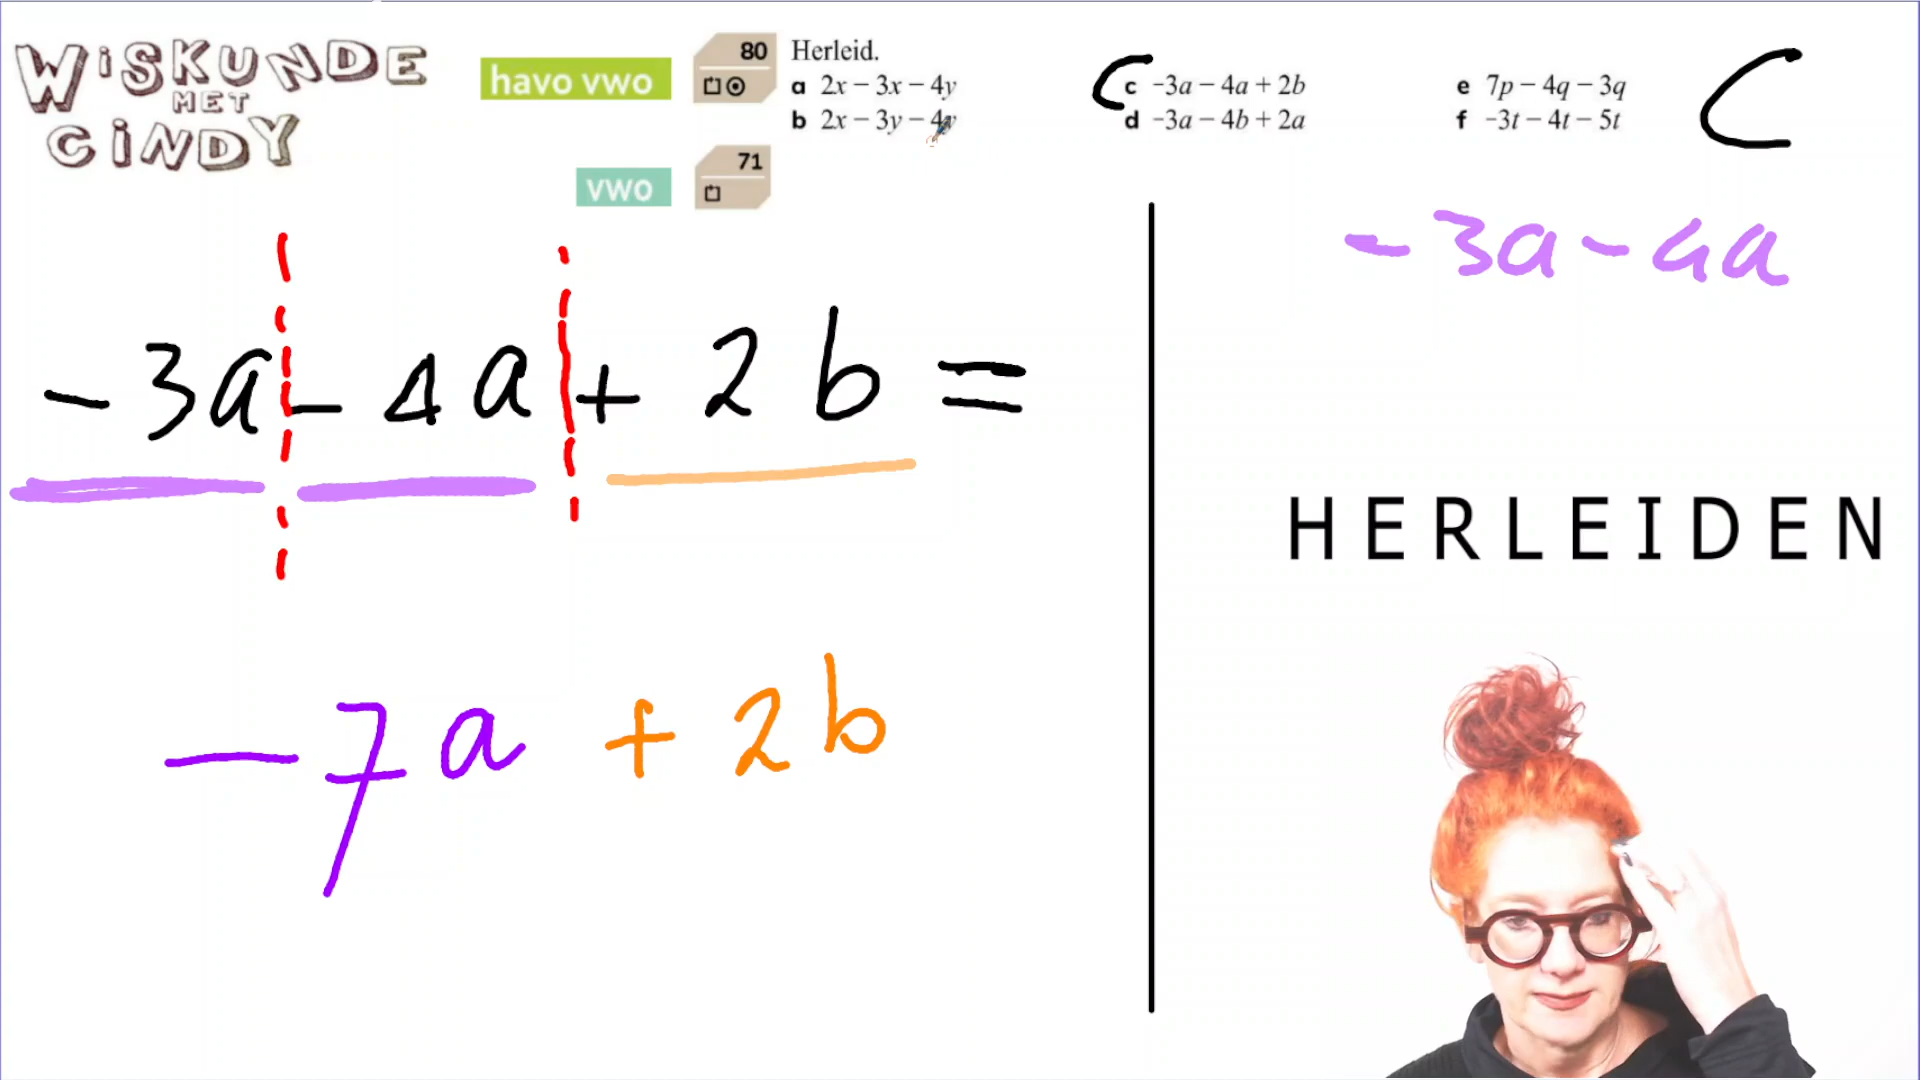 WiSKUNDE
MET
CiNDY
havo vwo
80
Herleid.
a 2x − 3x − 4y
b 2x − 3y − 4y
c -3a − 4a + 2b
d -3a − 4b + 2a
e 7p − 4q − 3q
f -3t − 4t − 5t
C
vwo
71
- 3a - 4a
- 3a - 4a + 2b =
HERLEIDEN
- 7a + 2b